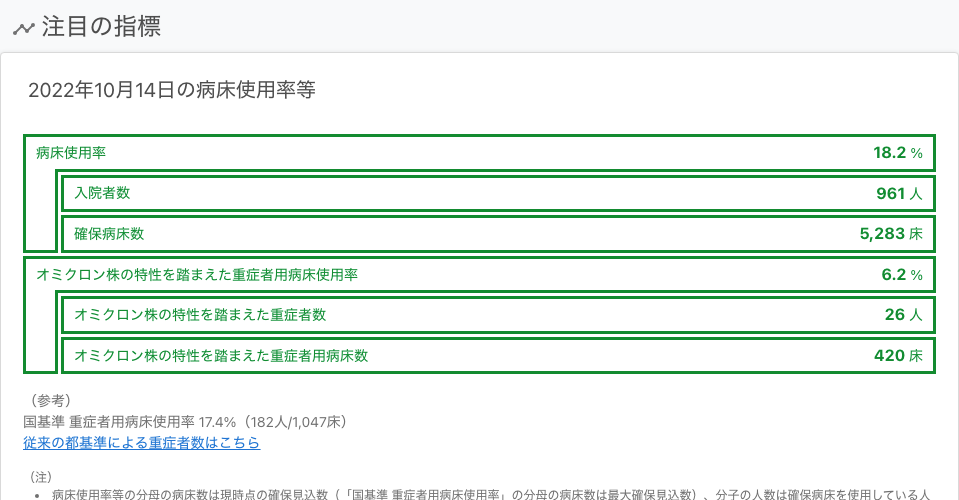 注目の指標
2022年10月14日の病床使用率等
病床使用率 18.2 %
入院者数 961 人
確保病床数 5,283 床
オミクロン株の特性を踏まえた重症者用病床使用率 6.2 %
オミクロン株の特性を踏まえた重症者数 26 人
オミクロン株の特性を踏まえた重症者用病床数 420 床
（参考）
国基準 重症者用病床使用率 17.4%（182人/1,047床）
従来の都基準による重症者数はこちら
（注）
• 病床使用率等の分母の病床数は現時点の確保見込数（「国基準 重症者用病床使用率」の分母の病床数は最大確保見込数）、分子の人数は確保病床を使用している人